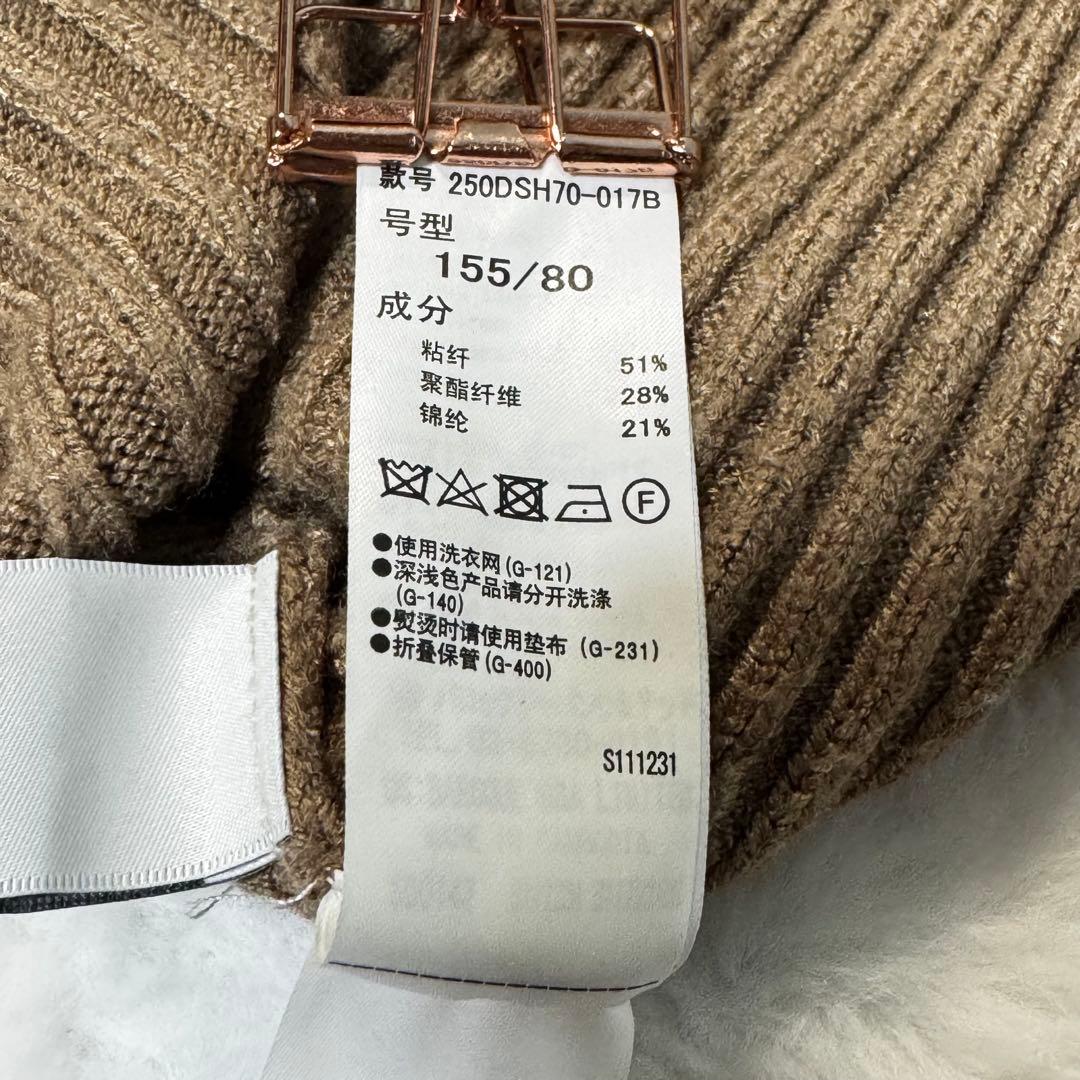 款号 250DSH70-017B
号型
155/80
成分
粘纤 51%
聚酯纤维 28%
锦纶 21%
F
●使用洗衣网(G-121)
●深浅色产品请分开洗涤
(G-140)
●熨烫时请使用垫布 (G-231)
●折叠保管(G-400)
S111231